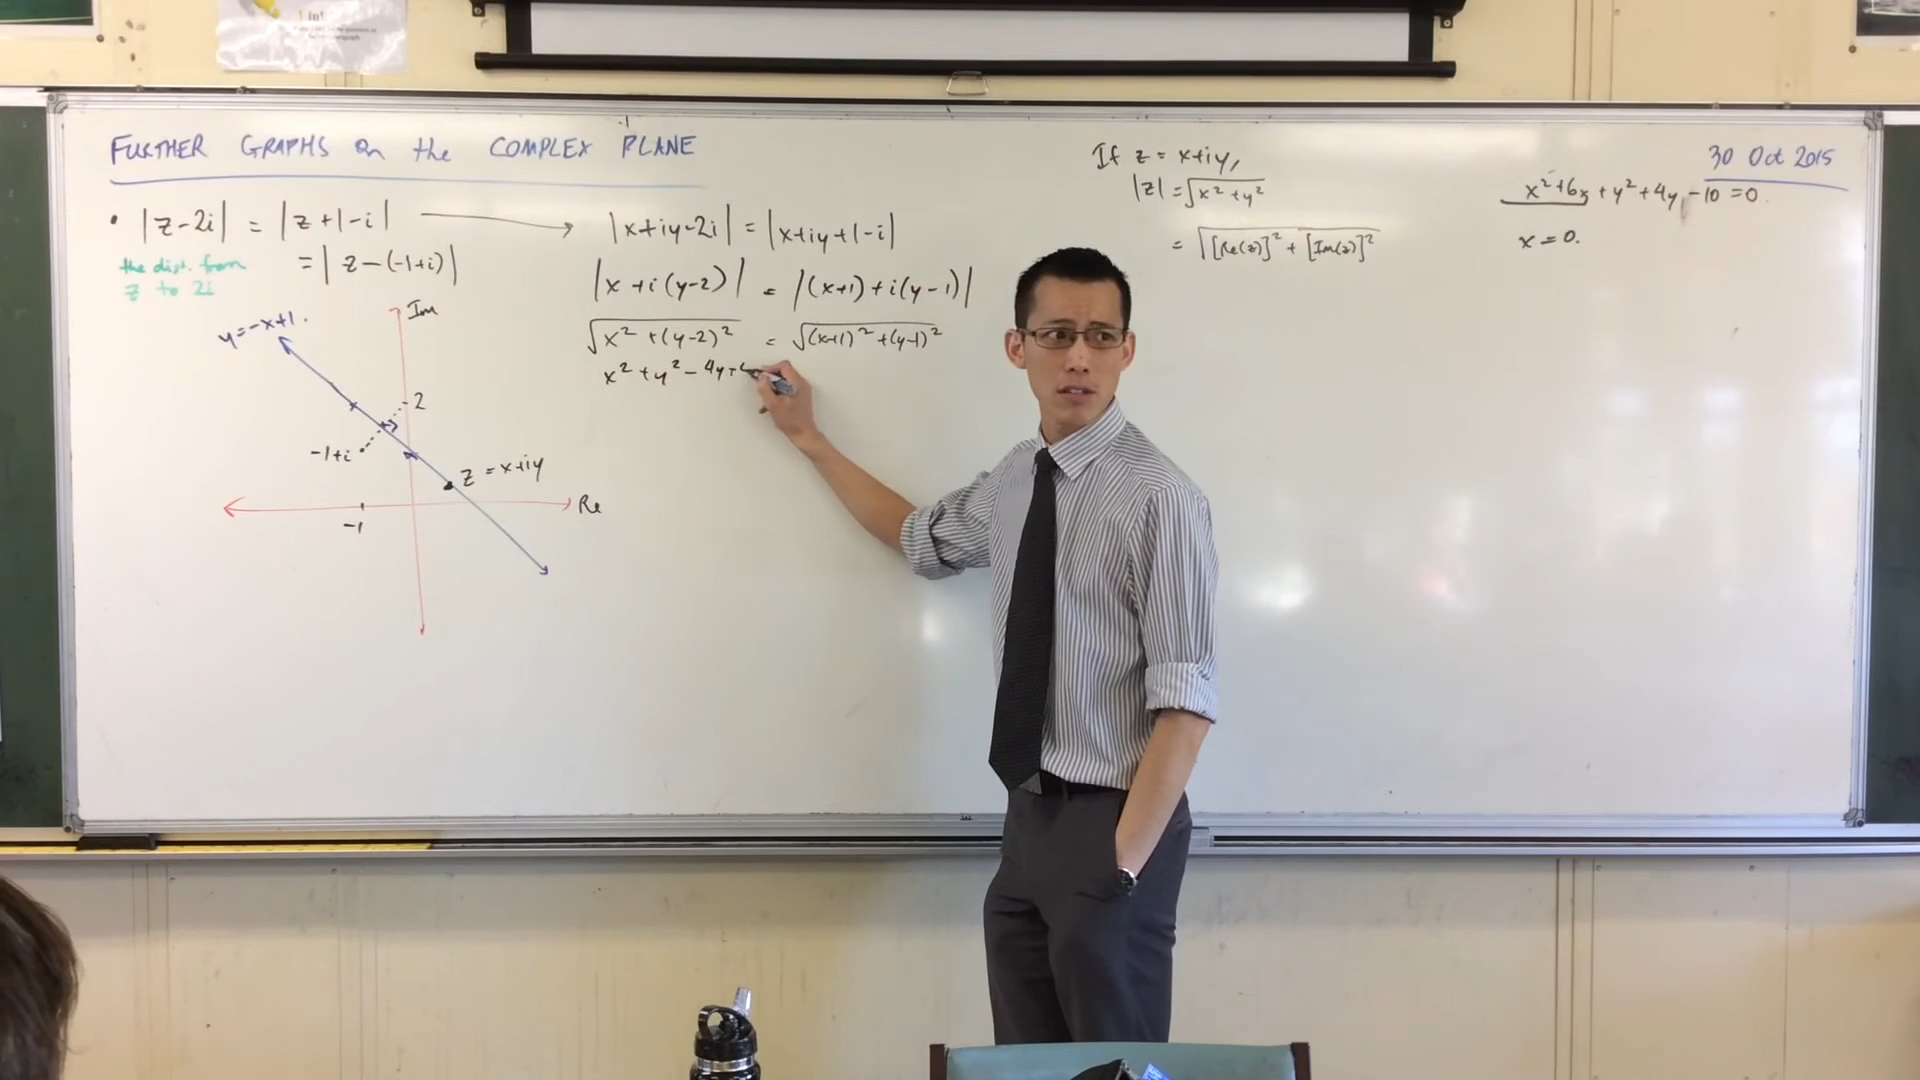 FURTHER GRAPHS on the COMPLEX PLANE
• |z-2i| = |z+1-i|
= |z-(-1+i)|
the dist. from
z to 2i
y=-x+1.
Im
2
-1+i
z = x+iy
Re
-1
|x+iy-2i| = |x+iy+1-i|
|x+i(y-2)| = |(x+1)+i(y-1)|
√x²+(y-2)² = √(x+1)²+(y-1)²
x²+y²-4y+
If z = x+iy,
|z| = √x²+y²
= √[Re(z)]²+[Im(z)]²
30 Oct 2015
x²+6x+y²+4y-10=0.
x=0.